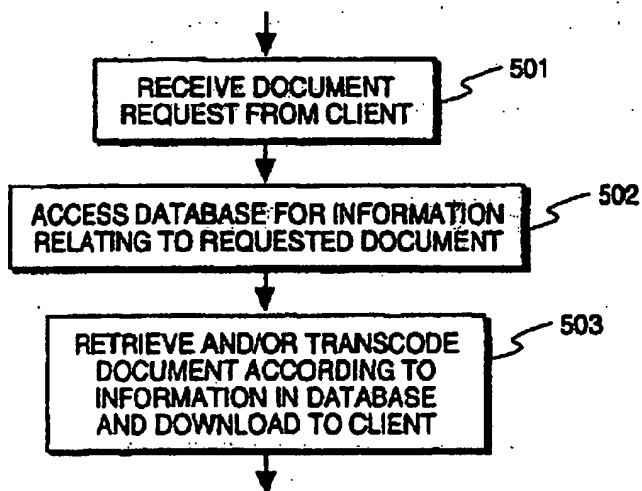 RECEIVE DOCUMENT
REQUEST FROM CLIENT
501
ACCESS DATABASE FOR INFORMATION
RELATING TO REQUESTED DOCUMENT
502
RETRIEVE AND/OR TRANSCODE
DOCUMENT ACCORDING TO
INFORMATION IN DATABASE
AND DOWNLOAD TO CLIENT
503